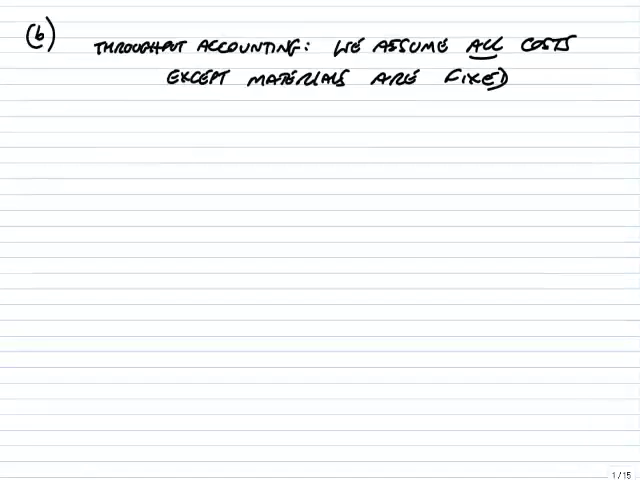 (b)
THROUGHPUT ACCOUNTING: WE ASSUME ALL COSTS
EXCEPT MATERIALS ARE FIXED
1 / 15